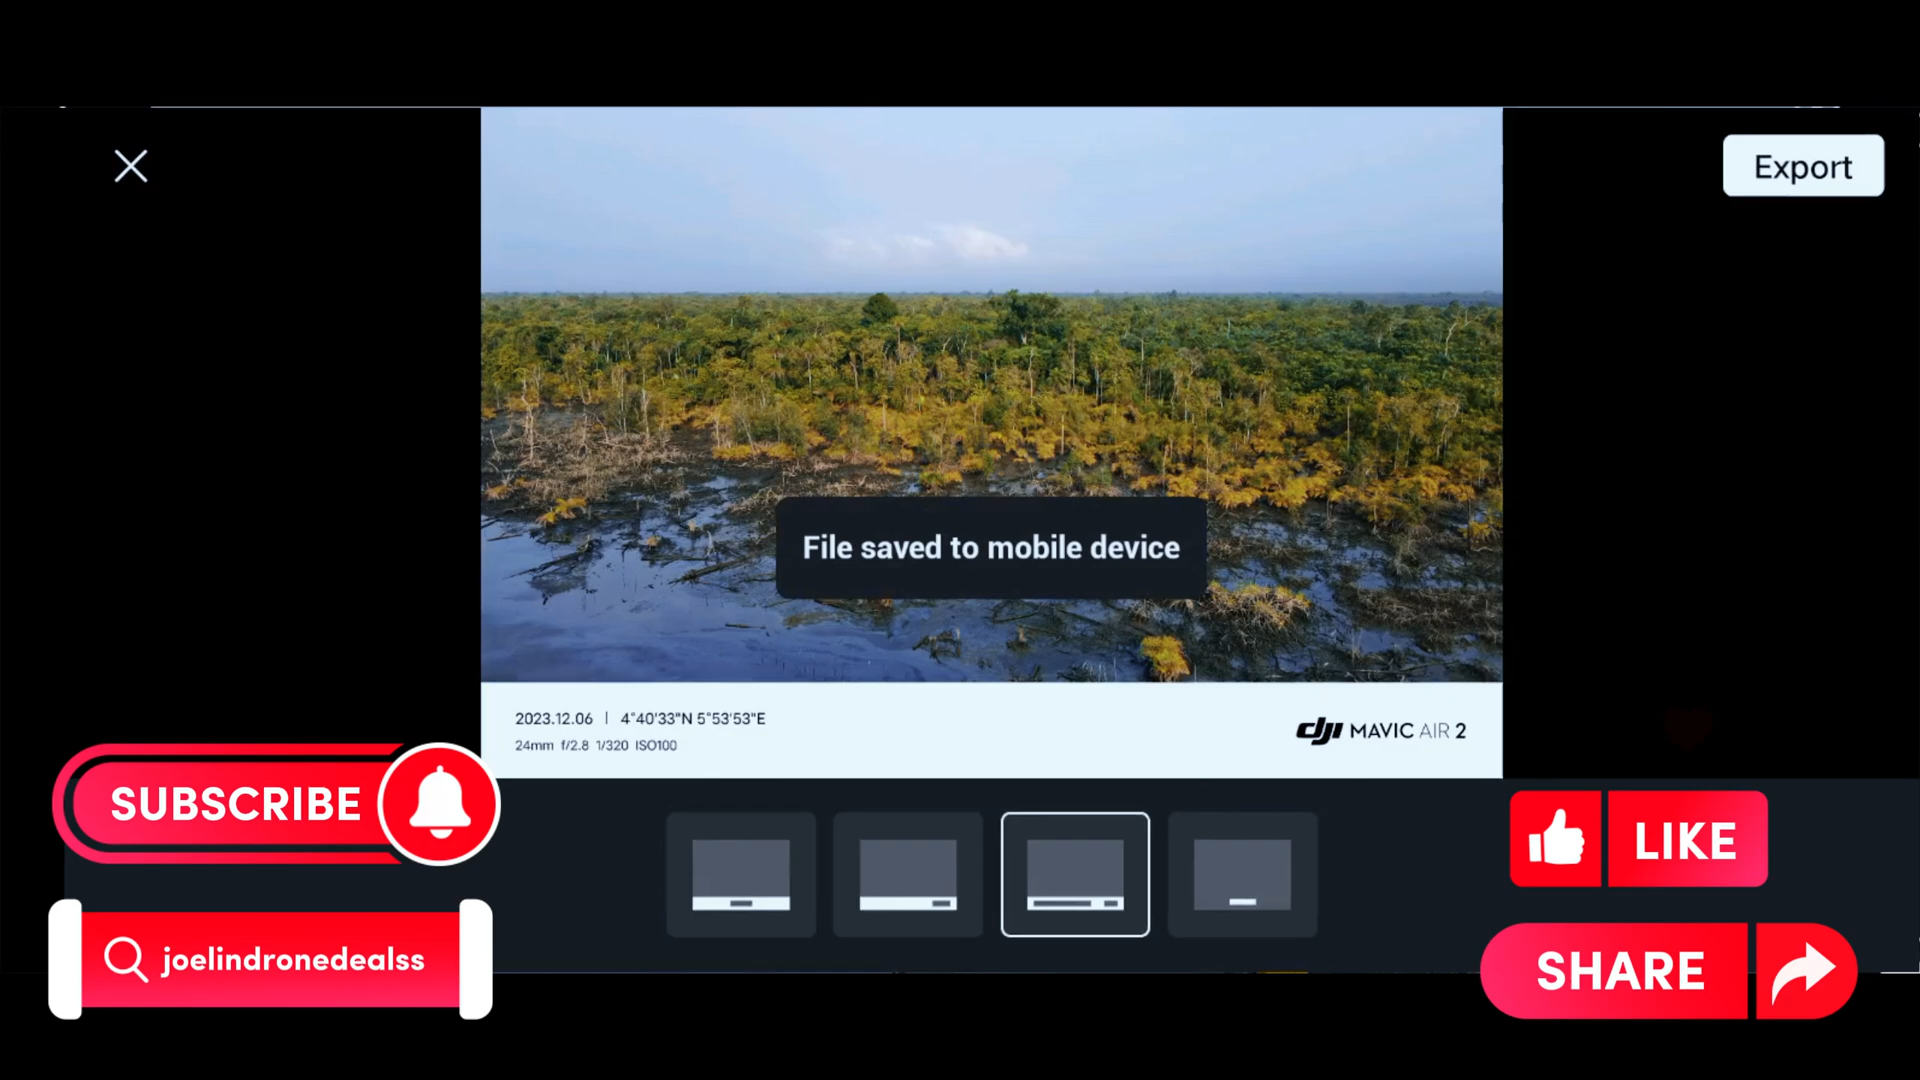 Export
File saved to mobile device
2023.12.06 | 4°40'33"N 5°53'53"E
24mm f/2.8 1/320 ISO100
dji MAVIC AIR 2
SUBSCRIBE
LIKE
joelindronedealss
SHARE